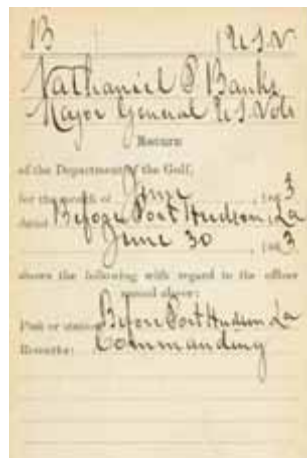 B U.S.V.
Nathaniel P Banks
Major General U.S. Vols
Return
of the Department of the Gulf,
for the month of June, 1863
dated Before Port Hudson, La
June 30, 1863,
shows the following with regard to the officer
named above:
Post or station: Before Port Hudson La
Remarks: Commanding